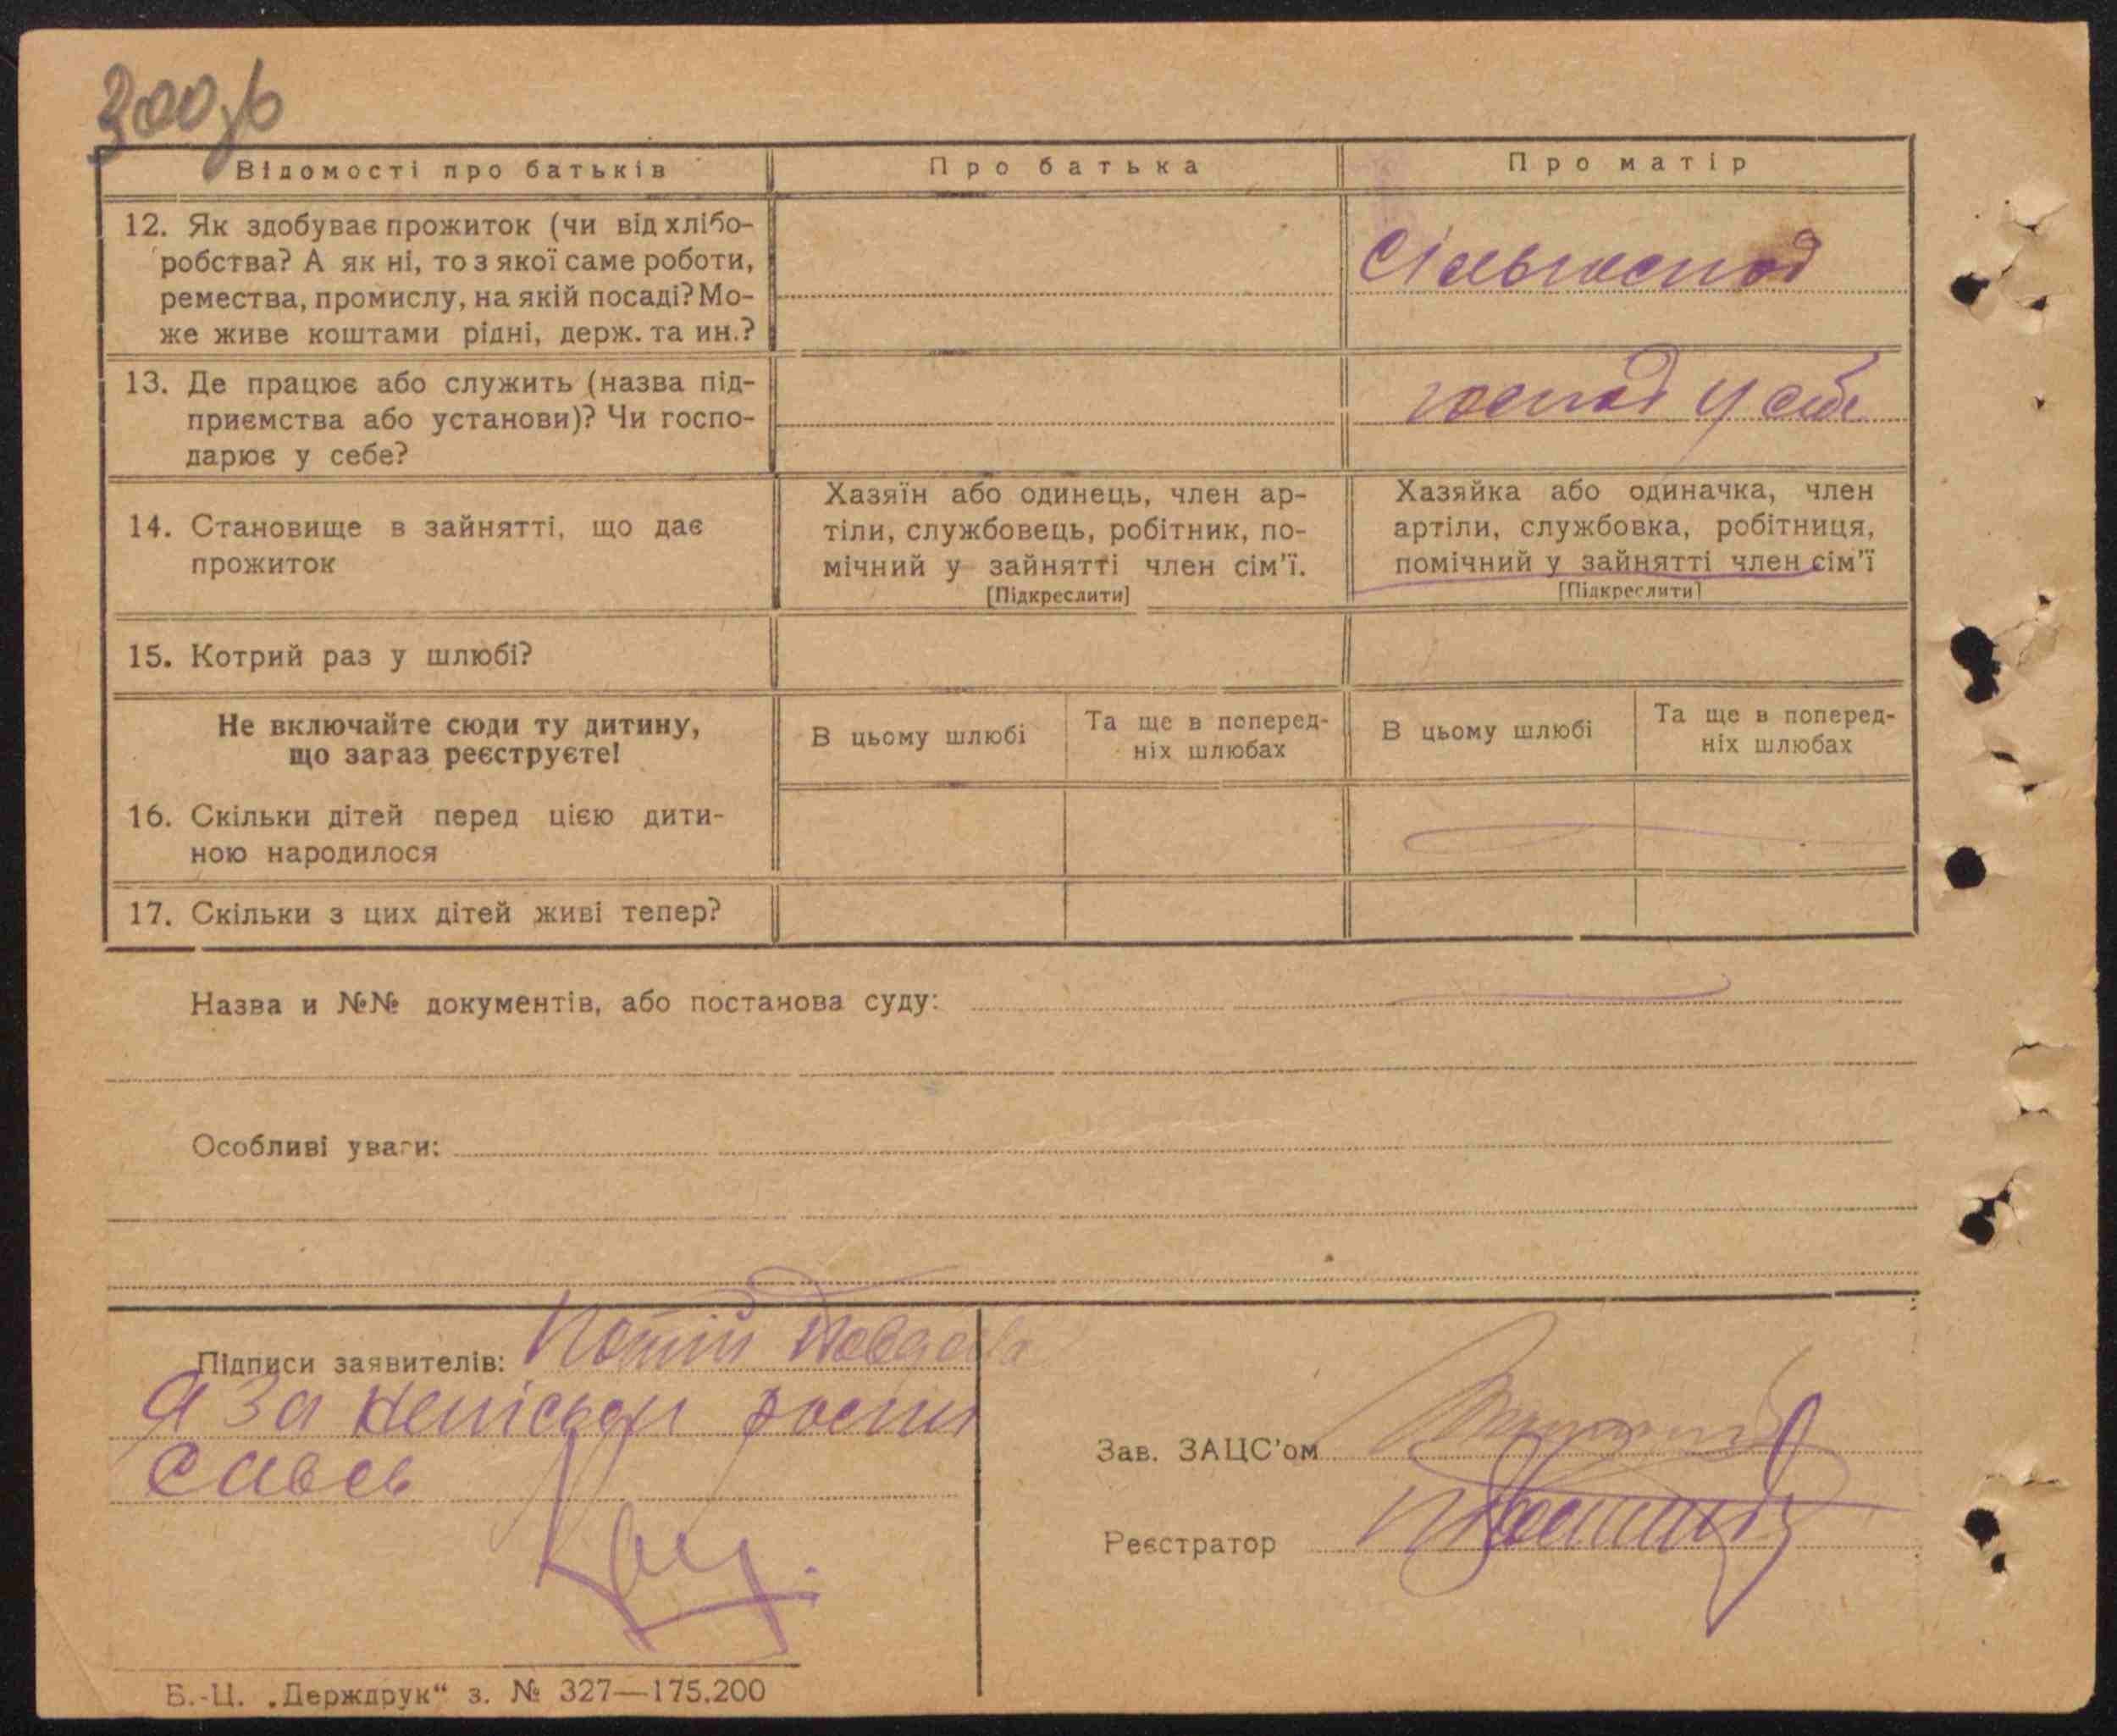 300
Відомості про батьків
Про батька
Про матір
12. Як здобуває прожиток (чи від хлібо-
робства? А як ні, то з якої саме роботи,
ремества, промислу, на якій посаді? Мо-
же живе коштами рідні, держ. та ин.?
Сільгоспод
13. Де працює або служить (назва під-
приємства або установи)? Чи госпо-
дарює у себе?
господ у себе
14. Становище в зайнятті, що дає
прожиток
Хазяїн або одинець, член ар-
тіли, службовець, робітник, по-
мічний у зайнятті член сім'ї.
[Підкреслити]
Хазяйка або одиначка, член
артіли, службовка, робітниця,
помічний у зайнятті член сім'ї
[Підкреслити]
15. Котрий раз у шлюбі?
Не включайте сюди ту дитину,
що зараз реєструєте!
В цьому шлюбі
Та ще в поперед-
ніх шлюбах
В цьому шлюбі
Та ще в поперед-
ніх шлюбах
16. Скільки дітей перед цією дити-
ною народилося
17. Скільки з цих дітей живі тепер?
Назва и №№ документів, або постанова суду:
Особливі уваги:
Підписи заявителів:
а за
Зав. ЗАЦС'ом
Реєстратор
Б.-Ц. „Держдрук“ з. № 327—175.200